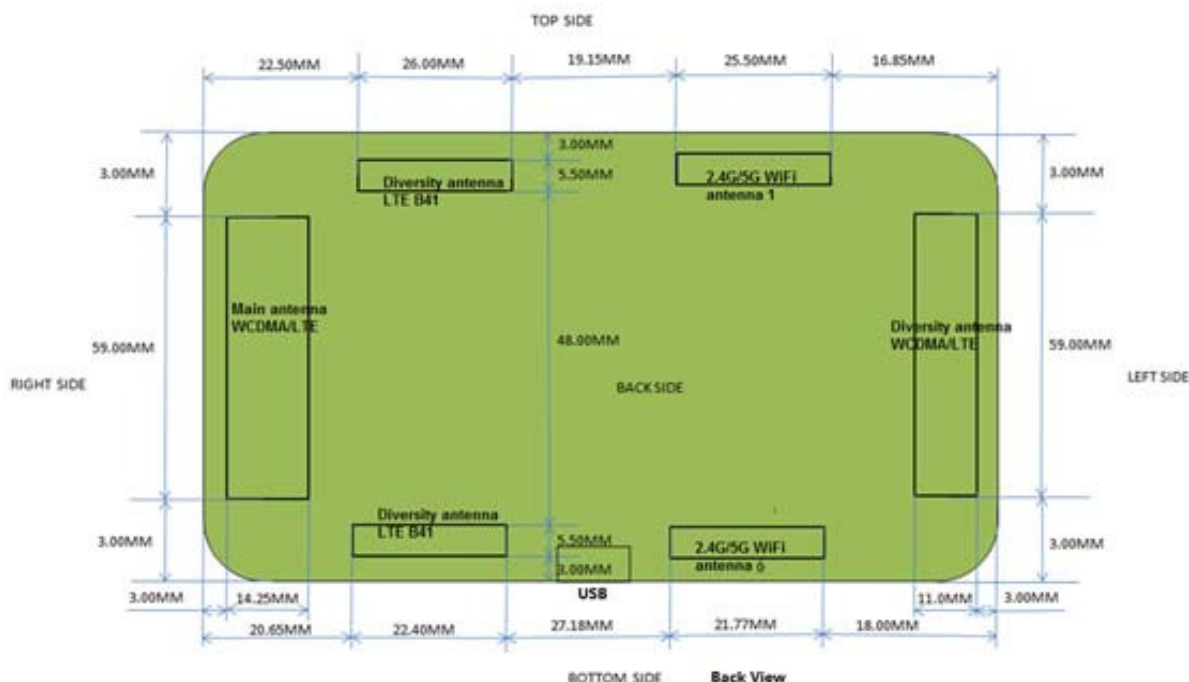 TOP SIDE
22.50MM
26.00MM
19.15MM
25.50MM
16.85MM
3.00MM
3.00MM
5.50MM
3.00MM
Diversity antenna
LTE B41
2.4G/5G WiFi
antenna 1
Main antenna
WCDMA/LTE
59.00MM
48.00MM
Diversity antenna
WCDMA/LTE
59.00MM
RIGHT SIDE
BACK SIDE
LEFT SIDE
Diversity antenna
LTE B41
3.00MM
5.50MM
3.00MM
2.4G/5G WiFi
antenna 0
3.00MM
USB
3.00MM
14.25MM
11.0MM
3.00MM
20.65MM
22.40MM
27.18MM
21.77MM
18.00MM
BOTTOM SIDE
Back View